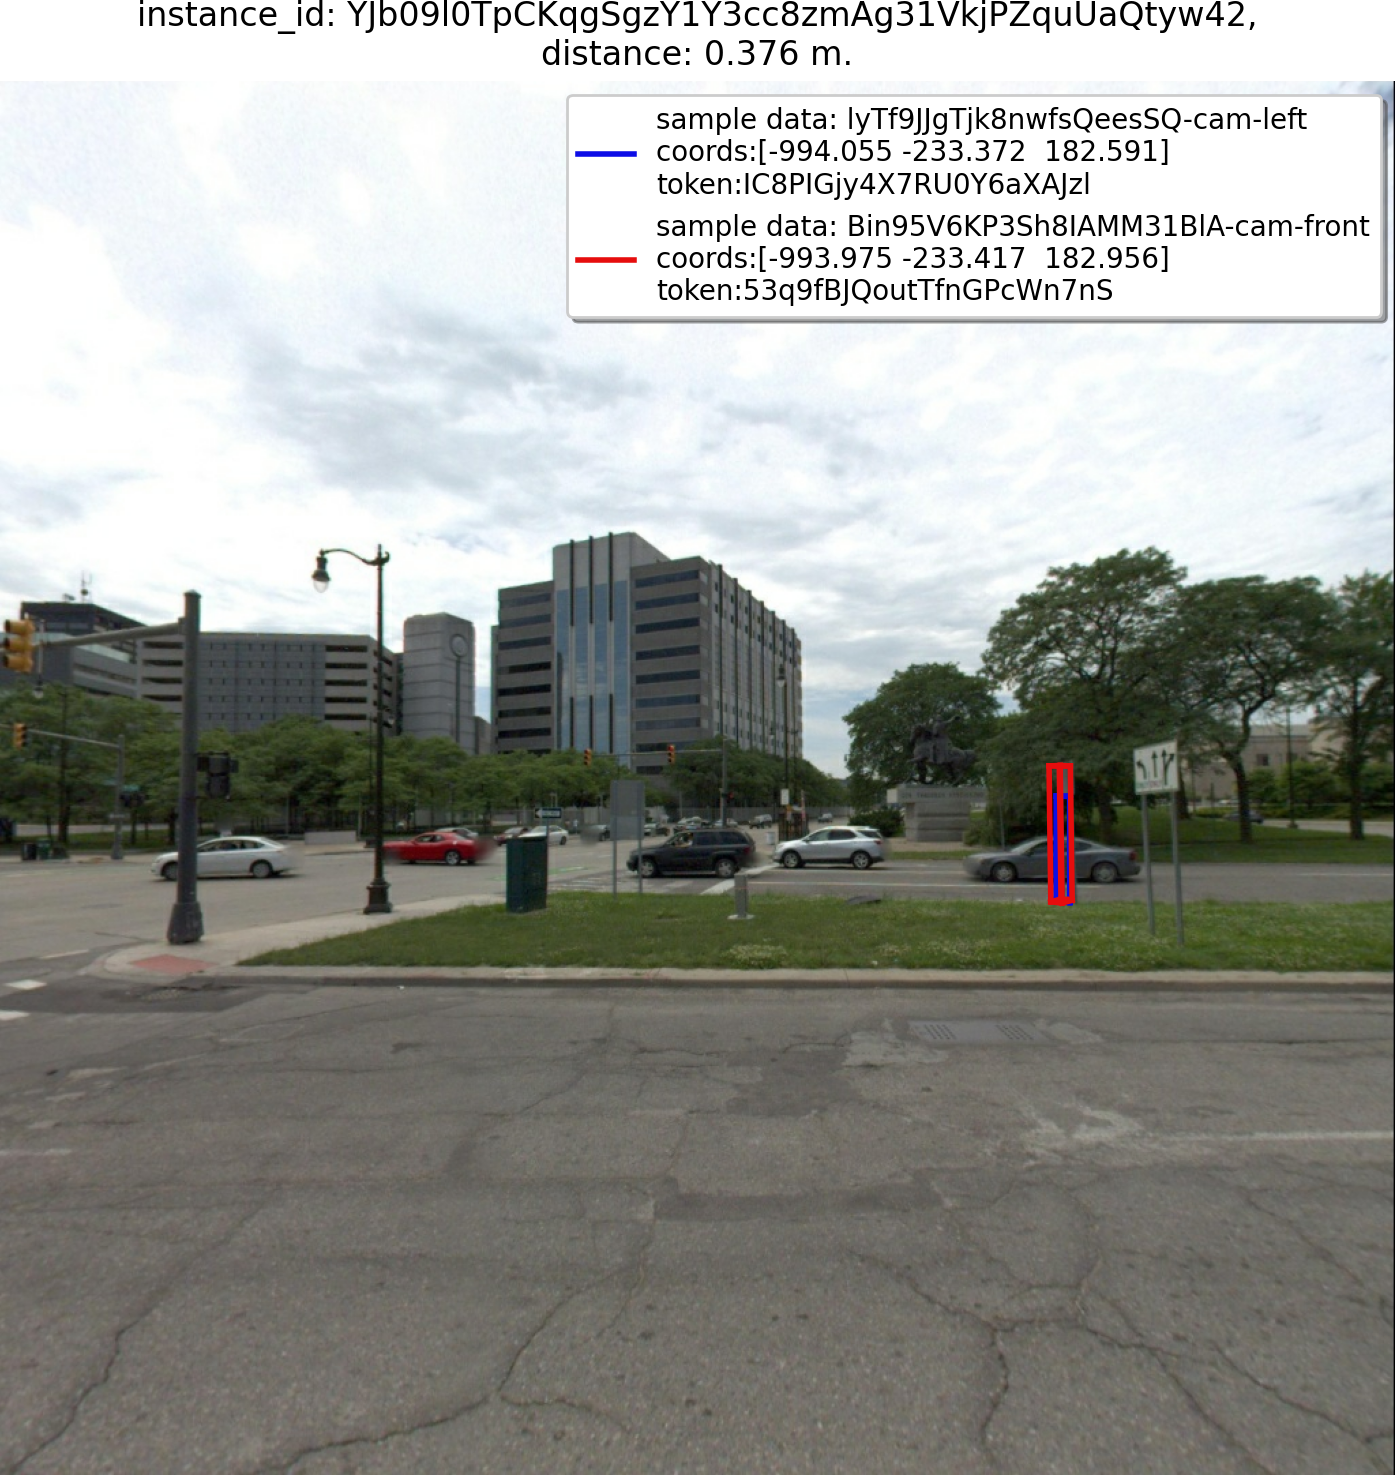 instance_id: YJb09l0TpCKqgSgzY1Y3cc8zmAg31VkjPZquUaQtyw42,
distance: 0.376 m.
sample data: lyTf9JJgTjk8nwfsQeesSQ-cam-left
coords:[-994.055 -233.372  182.591]
token:IC8PIGjy4X7RU0Y6aXAJzl
sample data: Bin95V6KP3Sh8IAMM31BlA-cam-front
coords:[-993.975 -233.417  182.956]
token:53q9fBJQoutTfnGPcWn7nS